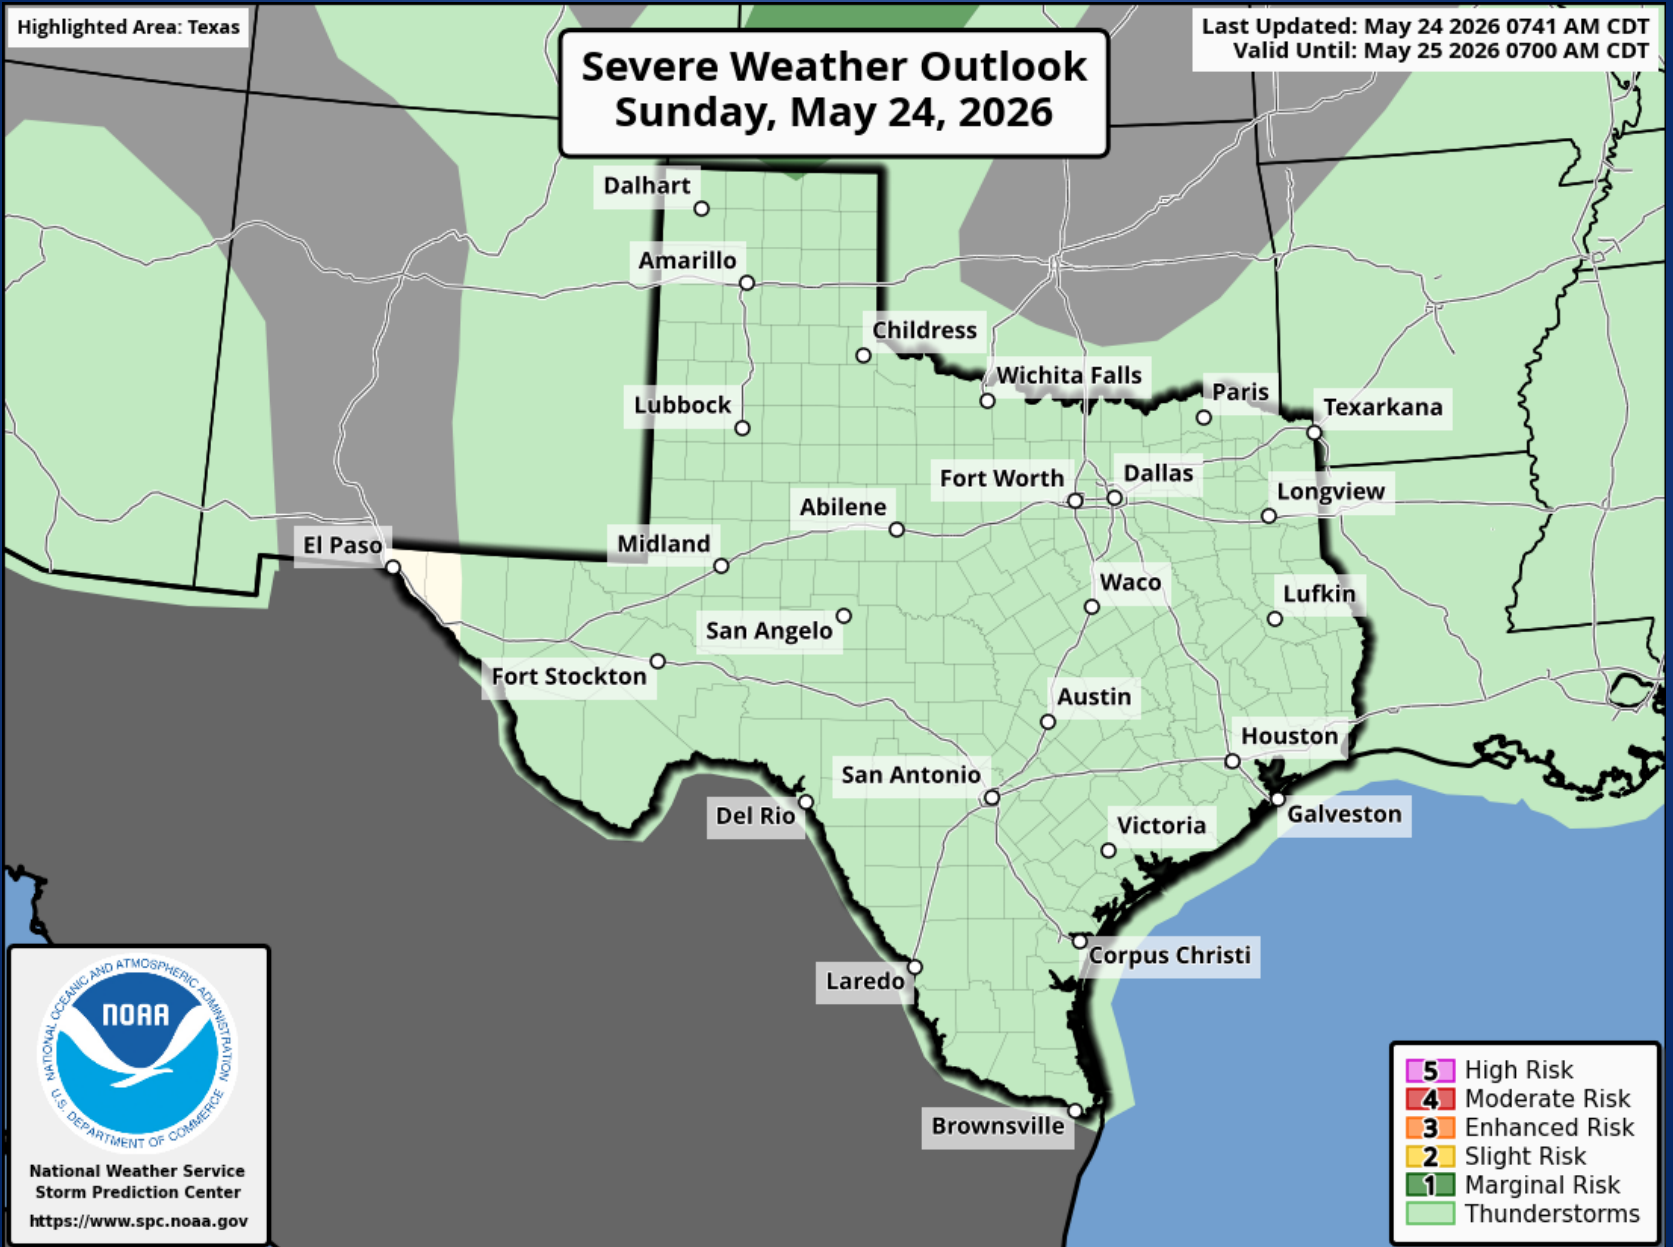 Highlighted Area: Texas
Severe Weather Outlook
Sunday, May 24, 2026
Last Updated: May 24 2026 0741 AM CDT
Valid Until: May 25 2026 0700 AM CDT
Dalhart
Amarillo
Childress
Wichita Falls
Paris
Texarkana
Lubbock
Fort Worth
Dallas
Longview
Abilene
El Paso
Midland
Waco
Lufkin
San Angelo
Fort Stockton
Austin
Houston
San Antonio
Del Rio
Galveston
Victoria
Corpus Christi
Laredo
Brownsville
NATIONAL OCEANIC AND ATMOSPHERIC ADMINISTRATION
NOAA
U.S. DEPARTMENT OF COMMERCE
National Weather Service
Storm Prediction Center
https://www.spc.noaa.gov
5 High Risk
4 Moderate Risk
3 Enhanced Risk
2 Slight Risk
1 Marginal Risk
Thunderstorms